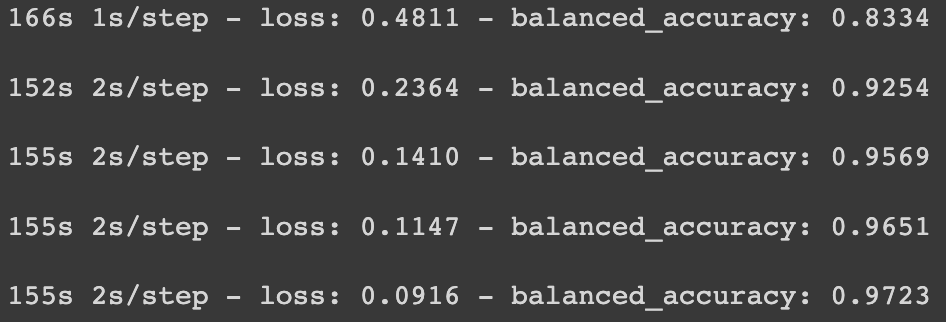 166s 1s/step - loss: 0.4811 - balanced_accuracy: 0.8334
152s 2s/step - loss: 0.2364 - balanced_accuracy: 0.9254
155s 2s/step - loss: 0.1410 - balanced_accuracy: 0.9569
155s 2s/step - loss: 0.1147 - balanced_accuracy: 0.9651
155s 2s/step - loss: 0.0916 - balanced_accuracy: 0.9723